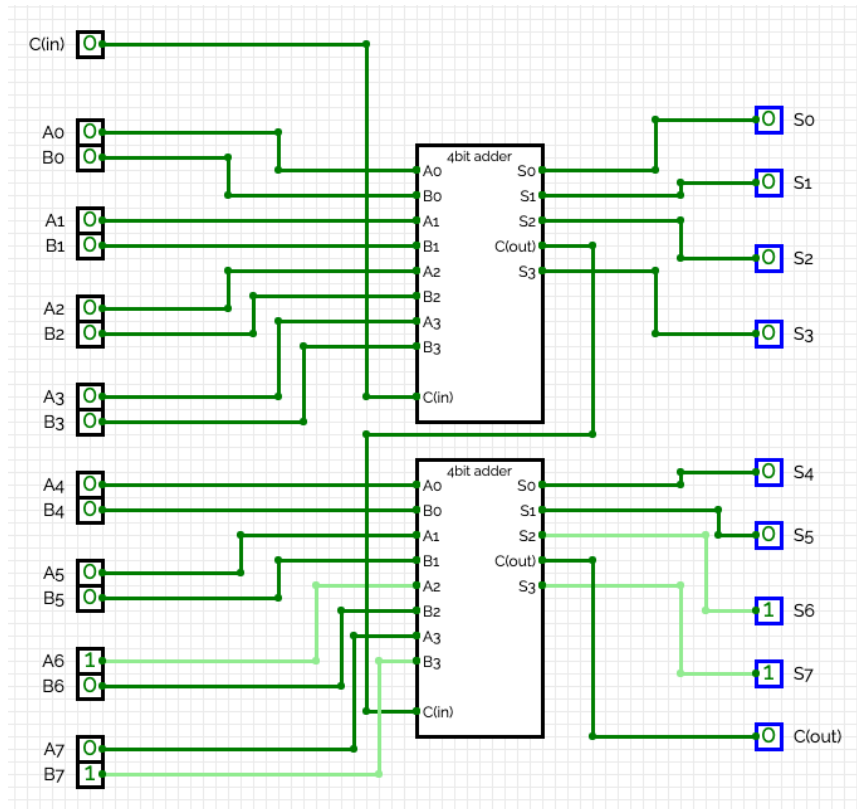 C(in) 0
A0 0
B0 0
A1 0
B1 0
A2 0
B2 0
A3 0
B3 0
A4 0
B4 0
A5 0
B5 0
A6 1
B6 0
A7 0
B7 1
4bit adder
A0
B0
A1
B1
A2
B2
A3
B3
C(in)
S0
S1
S2
C(out)
S3
4bit adder
A0
B0
A1
B1
A2
B2
A3
B3
C(in)
S0
S1
S2
C(out)
S3
0 S0
0 S1
0 S2
0 S3
0 S4
0 S5
1 S6
1 S7
0 C(out)